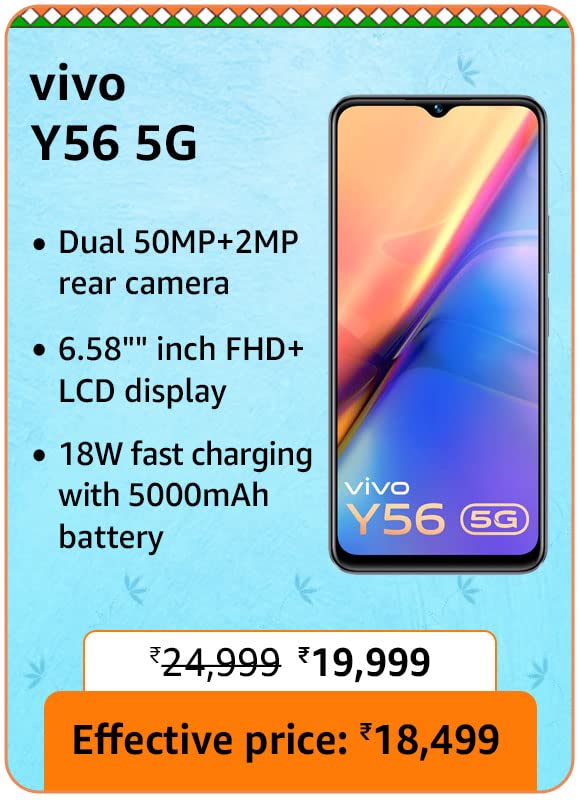 vivo
Y56 5G
• Dual 50MP+2MP
rear camera
• 6.58"" inch FHD+
LCD display
• 18W fast charging
with 5000mAh
battery
vivo
Y56 5G
₹24,999 ₹19,999
Effective price: ₹18,499